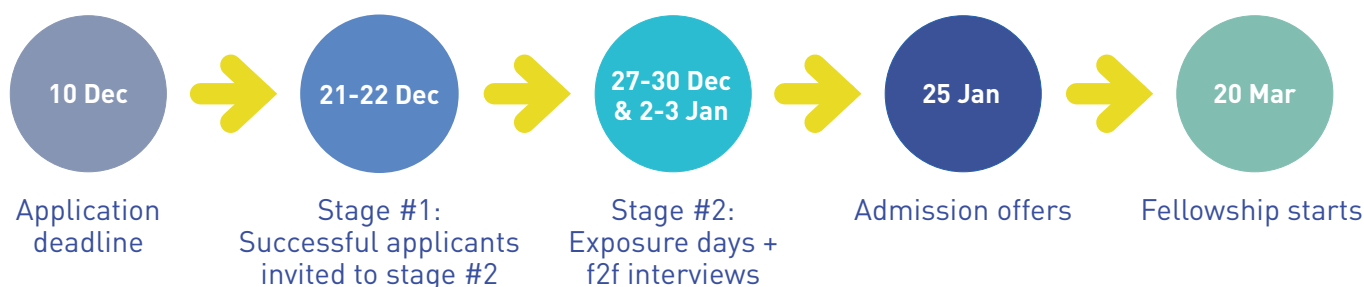 10 Dec
Application
deadline
21-22 Dec
Stage #1:
Successful applicants
invited to stage #2
27-30 Dec
& 2-3 Jan
Stage #2:
Exposure days +
f2f interviews
25 Jan
Admission offers
20 Mar
Fellowship starts